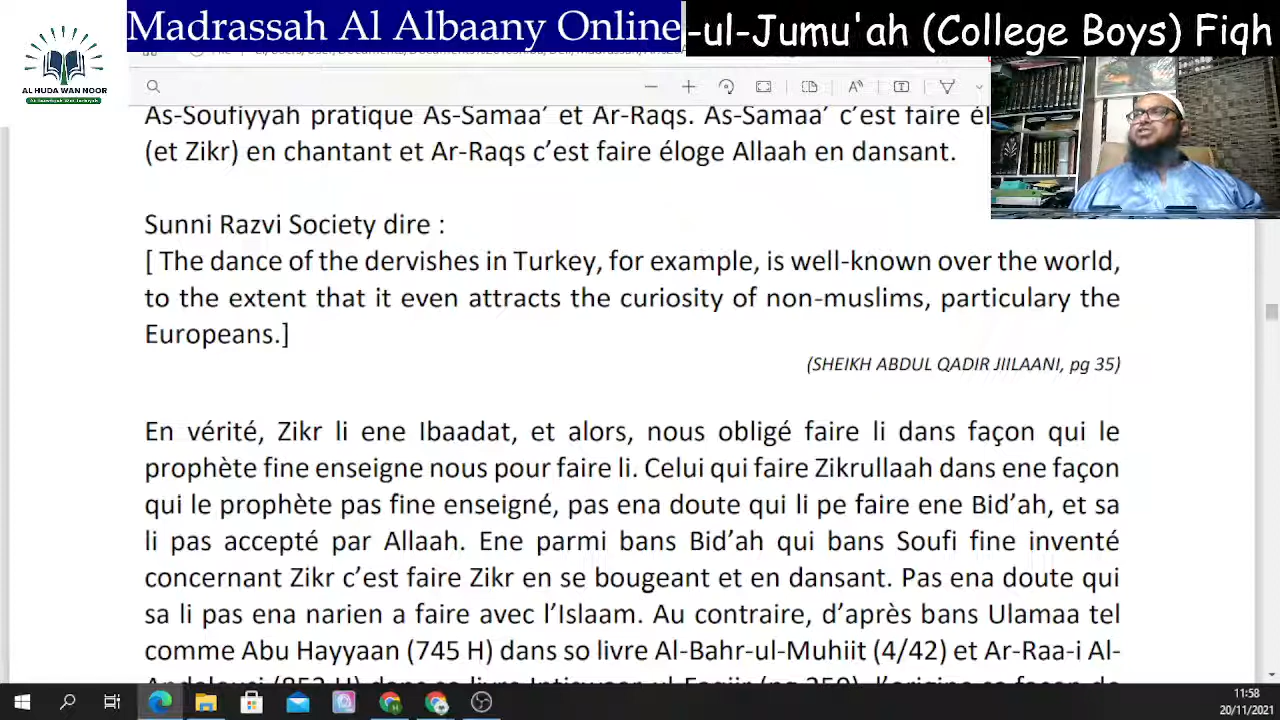 Madrassah Al Albaany Online
-ul-Jumu'ah (College Boys) Fiqh
AL HUDA WAN NOOR
As-Soufiyyah pratique As-Samaa’ et Ar-Raqs. As-Samaa’ c’est faire él
(et Zikr) en chantant et Ar-Raqs c’est faire éloge Allaah en dansant.
Sunni Razvi Society dire :
[ The dance of the dervishes in Turkey, for example, is well-known over the world,
to the extent that it even attracts the curiosity of non-muslims, particulary the
Europeans.]
(SHEIKH ABDUL QADIR JIILAANI, pg 35)
En vérité, Zikr li ene Ibaadat, et alors, nous obligé faire li dans façon qui le
prophète fine enseigne nous pour faire li. Celui qui faire Zikrullaah dans ene façon
qui le prophète pas fine enseigné, pas ena doute qui li pe faire ene Bid’ah, et sa
li pas accepté par Allaah. Ene parmi bans Bid’ah qui bans Soufi fine inventé
concernant Zikr c’est faire Zikr en se bougeant et en dansant. Pas ena doute qui
sa li pas ena narien a faire avec l’Islaam. Au contraire, d’après bans Ulamaa tel
comme Abu Hayyaan (745 H) dans so livre Al-Bahr-ul-Muhiit (4/42) et Ar-Raa-i Al-
11:58
20/11/2021